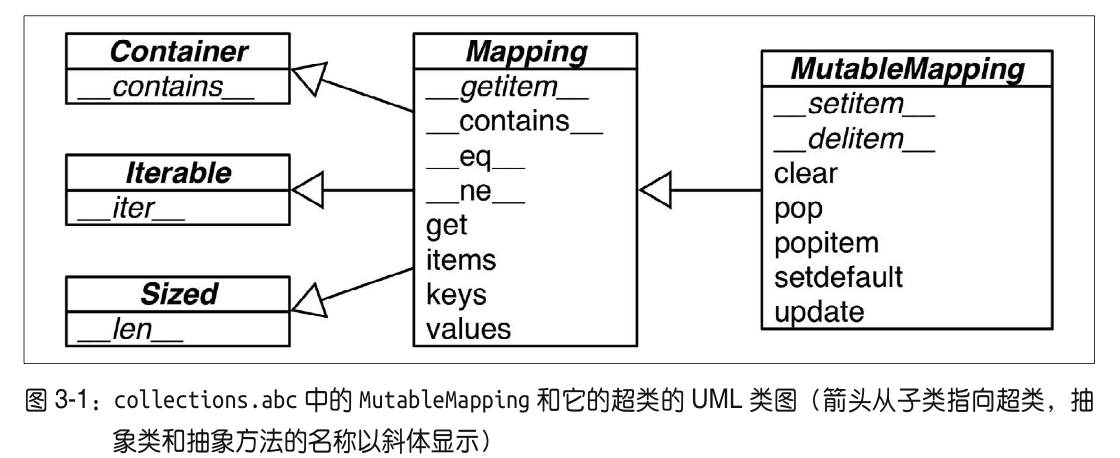 Container
__contains__
Iterable
__iter__
Sized
__len__
Mapping
__getitem__
__contains__
__eq__
__ne__
get
items
keys
values
MutableMapping
__setitem__
__delitem__
clear
pop
popitem
setdefault
update
图 3-1：collections.abc 中的 MutableMapping 和它的超类的 UML 类图（箭头从子类指向超类，抽
象类和抽象方法的名称以斜体显示）